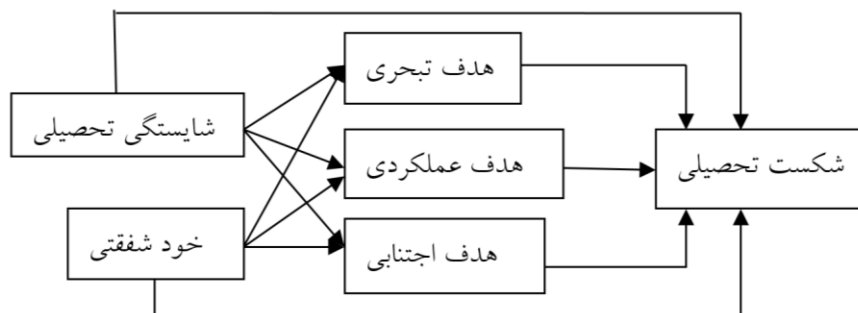 هدف تبحری
شایستگی تحصیلی
هدف عملکردی
شکست تحصیلی
خود شفقتی
هدف اجتنابی